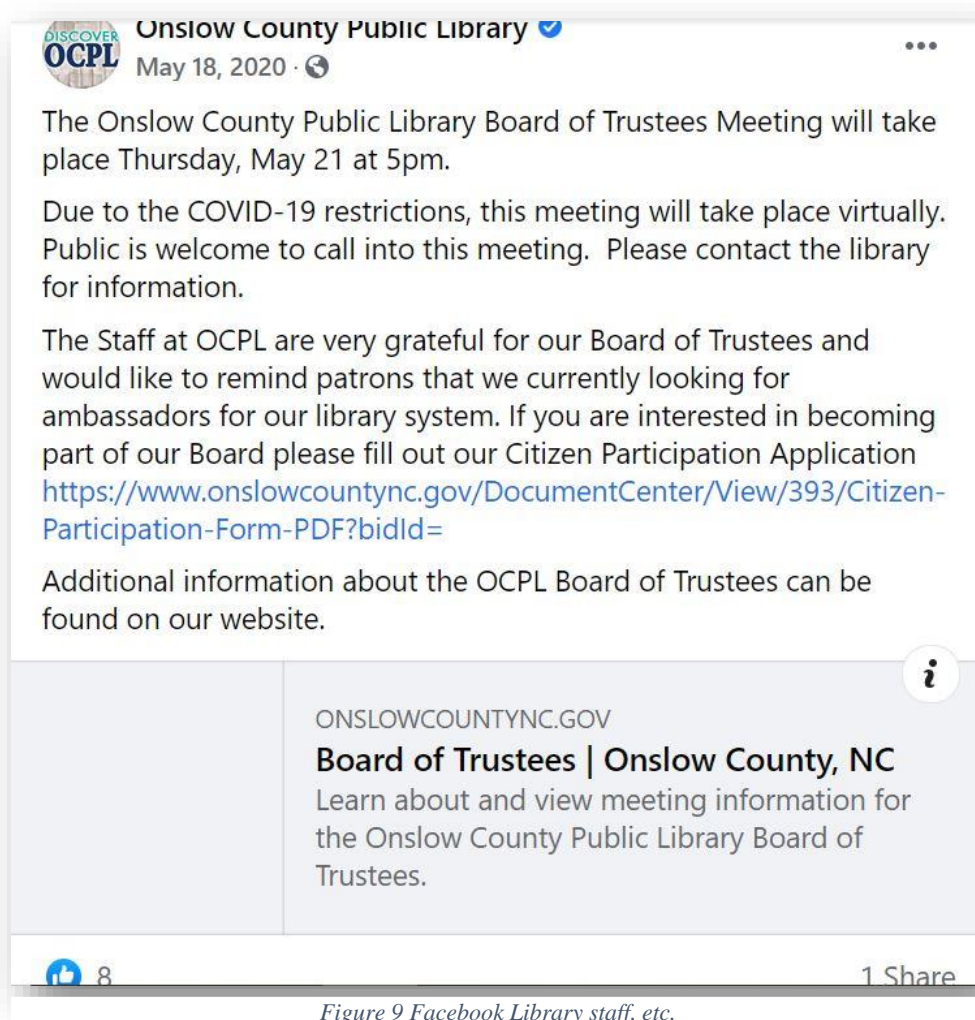 DISCOVER
OCPL
Onslow County Public Library
May 18, 2020 ·
The Onslow County Public Library Board of Trustees Meeting will take
place Thursday, May 21 at 5pm.
Due to the COVID-19 restrictions, this meeting will take place virtually.
Public is welcome to call into this meeting.  Please contact the library
for information.
The Staff at OCPL are very grateful for our Board of Trustees and
would like to remind patrons that we currently looking for
ambassadors for our library system. If you are interested in becoming
part of our Board please fill out our Citizen Participation Application
https://www.onslowcountync.gov/DocumentCenter/View/393/Citizen-
Participation-Form-PDF?bidId=
Additional information about the OCPL Board of Trustees can be
found on our website.
i
ONSLOWCOUNTYNC.GOV
Board of Trustees | Onslow County, NC
Learn about and view meeting information for
the Onslow County Public Library Board of
Trustees.
8
1 Share
Figure 9 Facebook Library staff, etc.